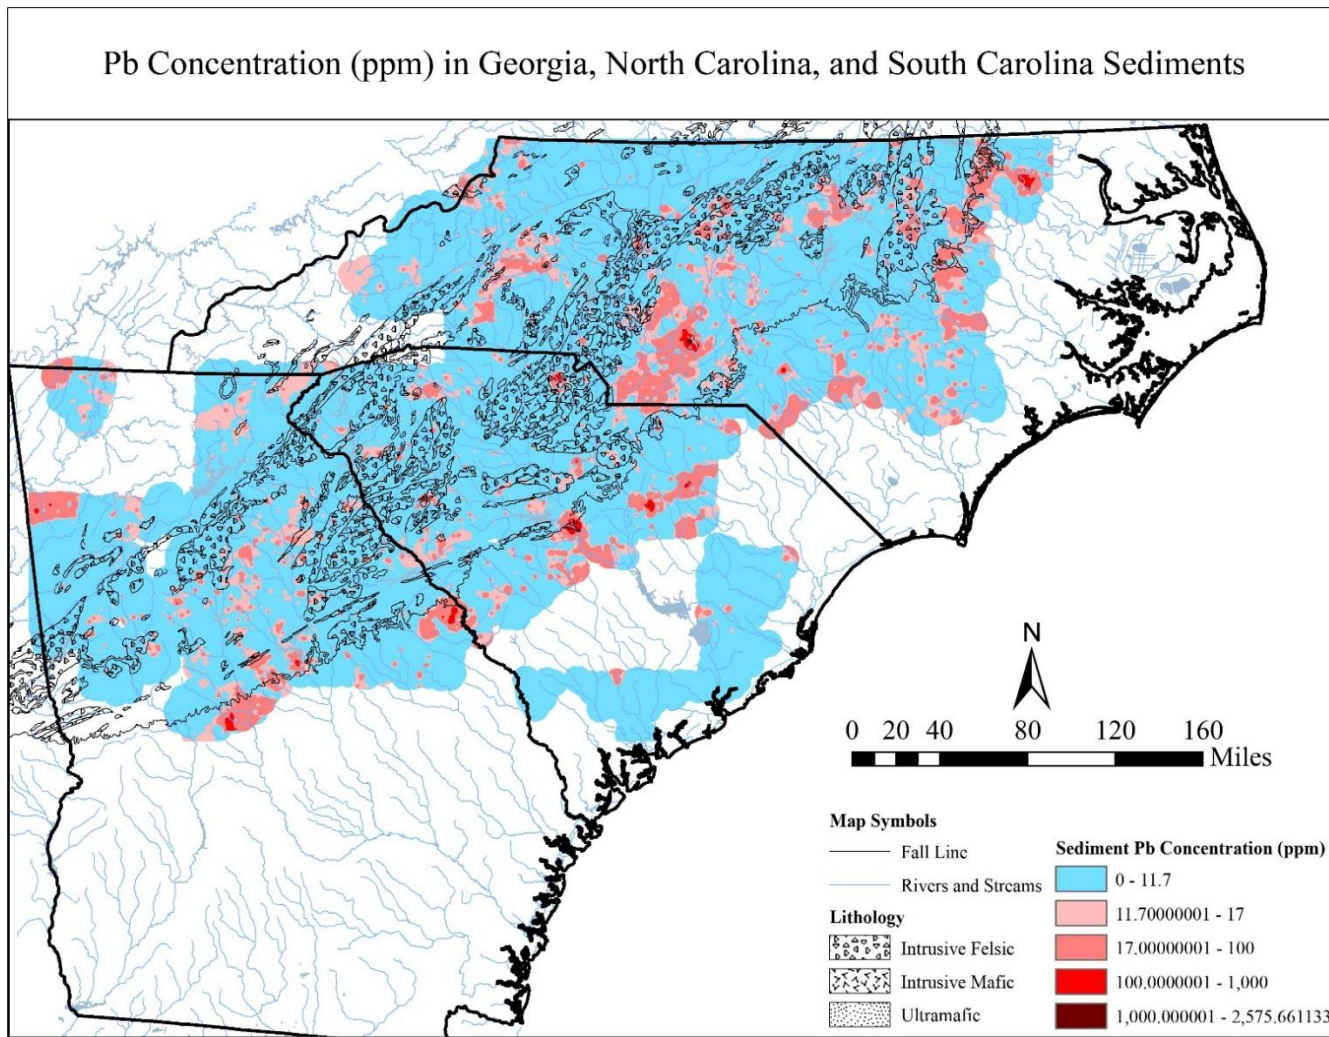 Pb Concentration (ppm) in Georgia, North Carolina, and South Carolina Sediments
N
0 20 40 80 120 160
Miles
Map Symbols
Fall Line
Rivers and Streams
Lithology
Intrusive Felsic
Intrusive Mafic
Ultramafic
Sediment Pb Concentration (ppm)
0 - 11.7
11.70000001 - 17
17.00000001 - 100
100.0000001 - 1,000
1,000.000001 - 2,575.661133